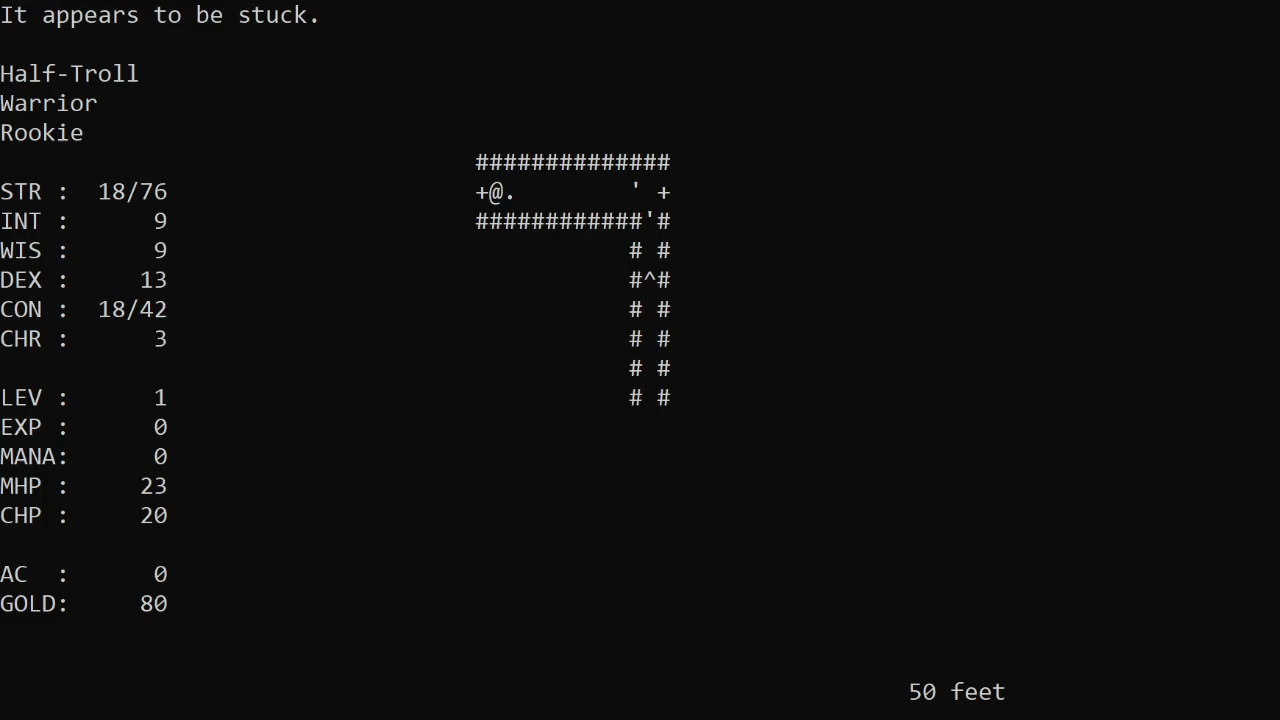 It appears to be stuck.
Half-Troll
Warrior
Rookie
##############
STR :  18/76                      +@.        ' +
INT :      9                      ############'#
WIS :      9                                 # #
DEX :     13                                 #^#
CON :  18/42                                 # #
CHR :      3                                 # #
# #
LEV :      1                                 # #
EXP :      0
MANA:      0
MHP :     23
CHP :     20
AC  :      0
GOLD:     80
50 feet